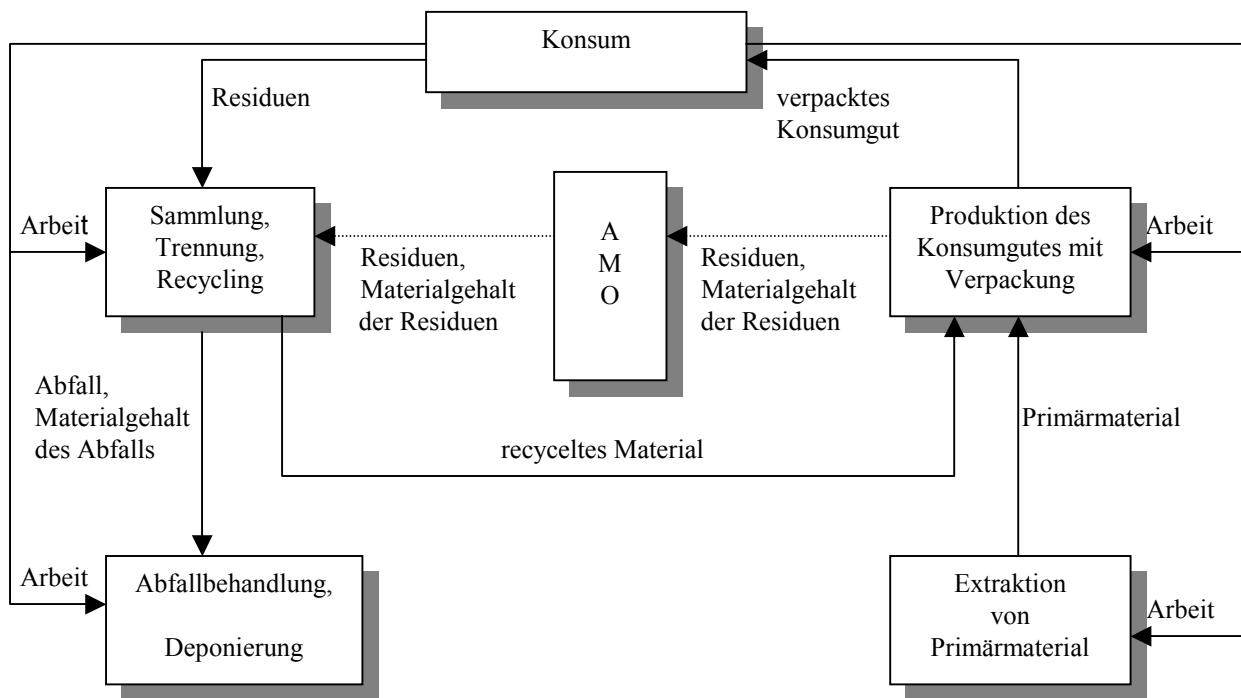 Konsum
Residuen
verpacktes
Konsumgut
Arbeit
Sammlung,
Trennung,
Recycling
A
M
O
Produktion des
Konsumgutes mit
Verpackung
Arbeit
Residuen,
Materialgehalt
der Residuen
Residuen,
Materialgehalt
der Residuen
Abfall,
Materialgehalt
des Abfalls
recyceltes Material
Primärmaterial
Arbeit
Abfallbehandlung,
Deponierung
Extraktion
von
Primärmaterial
Arbeit